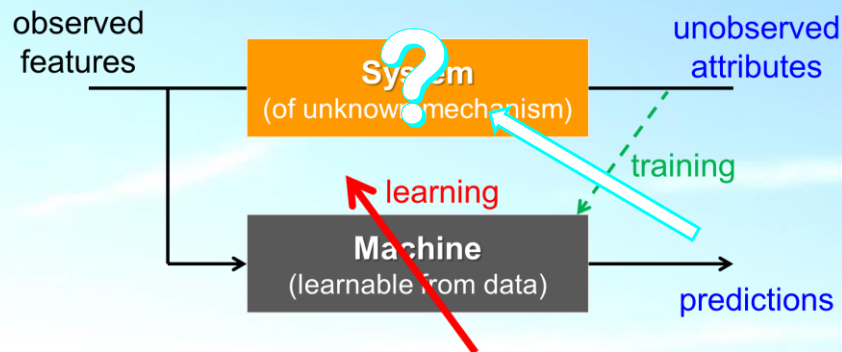 observed
features
System
(of unknown mechanism)
?
unobserved
attributes
training
learning
Machine
(learnable from data)
predictions